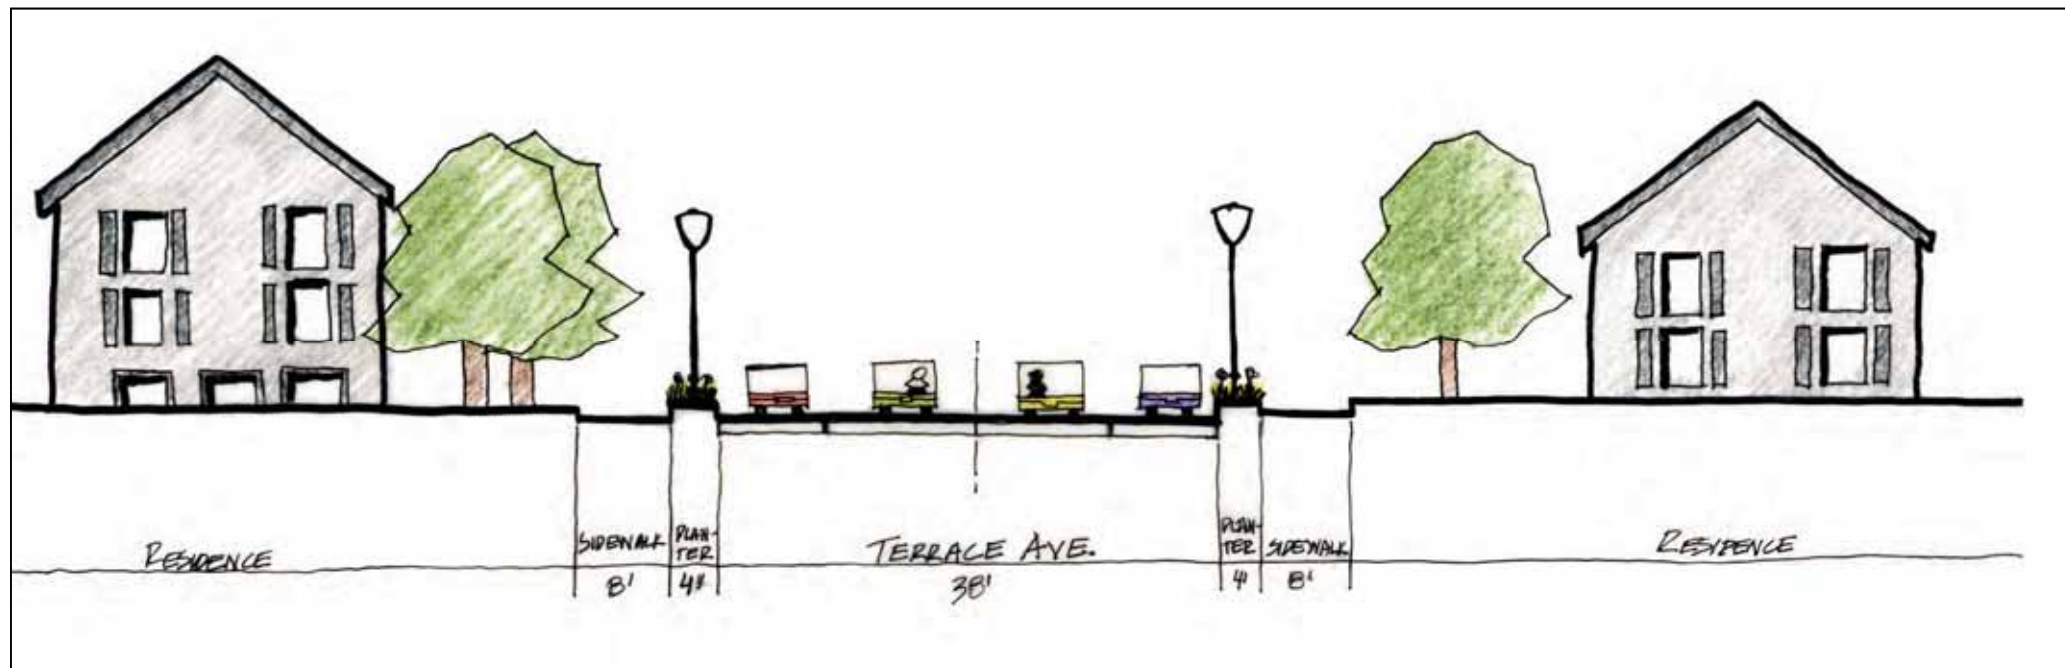 RESIDENCE
SIDEWALK
PLAN-
TER
TERRACE AVE.
PLAN-
TER
SIDEWALK
RESIDENCE
8'
4'
38'
4'
8'